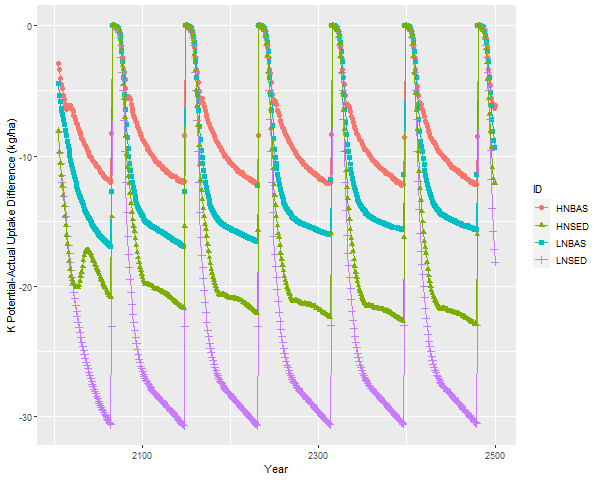 K Potential-Actual Uptake Difference (kg/ha)
0
-10
-20
-30
2100
2300
2500
Year
ID
HNBAS
HNSED
LNBAS
LNSED